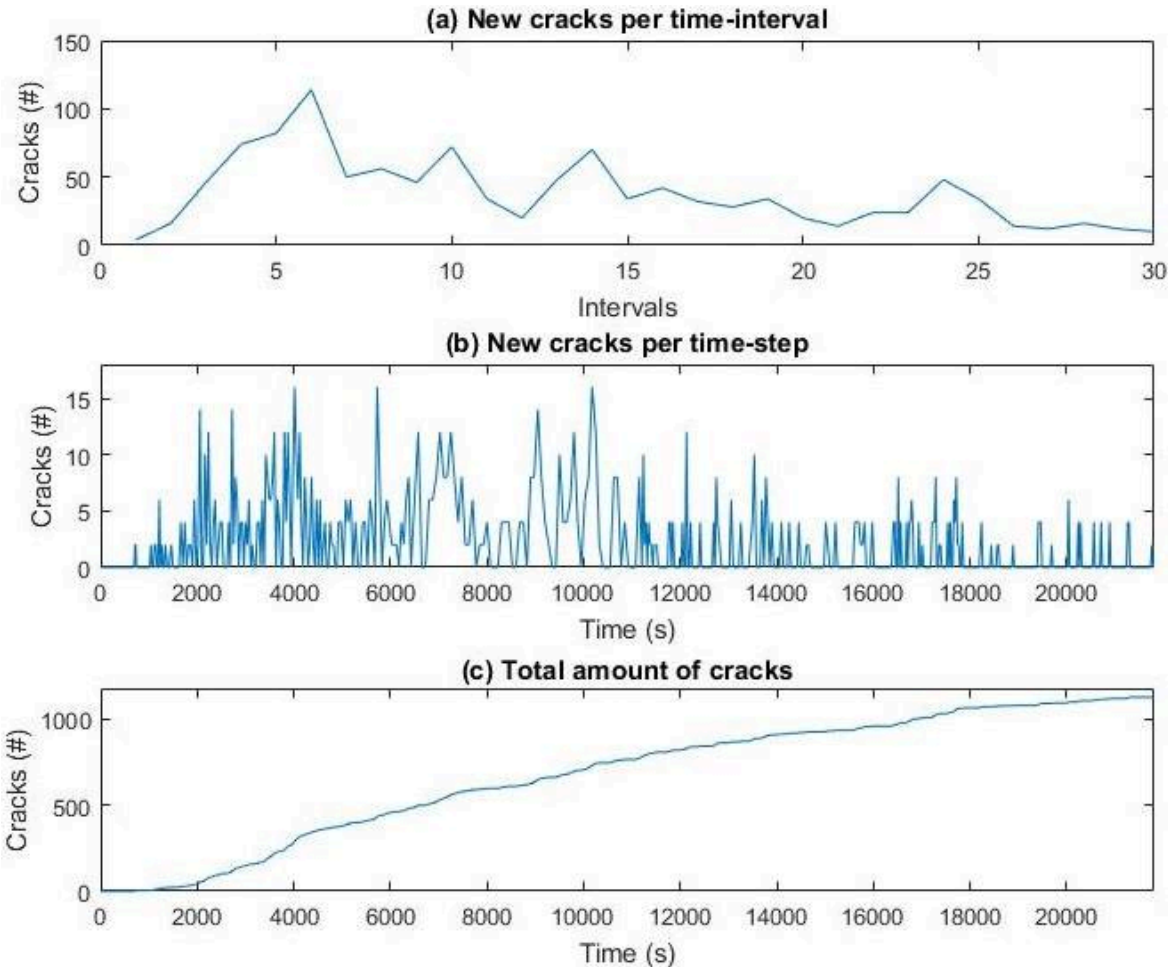 (a) New cracks per time-interval
150
100
50
0
Cracks (#)
0 5 10 15 20 25 30
Intervals
(b) New cracks per time-step
15
10
5
0
Cracks (#)
0 2000 4000 6000 8000 10000 12000 14000 16000 18000 20000
Time (s)
(c) Total amount of cracks
1000
500
0
Cracks (#)
0 2000 4000 6000 8000 10000 12000 14000 16000 18000 20000
Time (s)